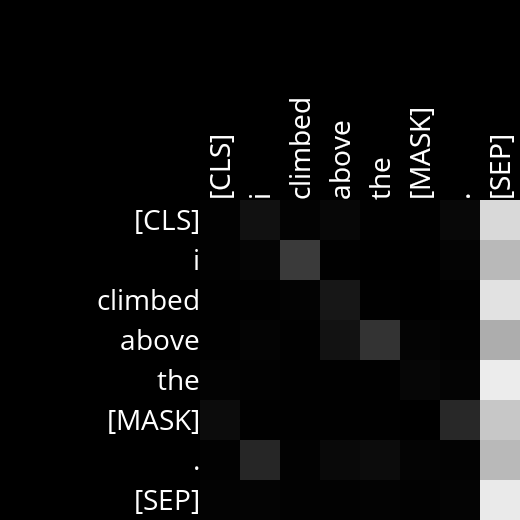 [CLS] i climbed above the [MASK] . [SEP]
[CLS]
i
climbed
above
the
[MASK]
.
[SEP]